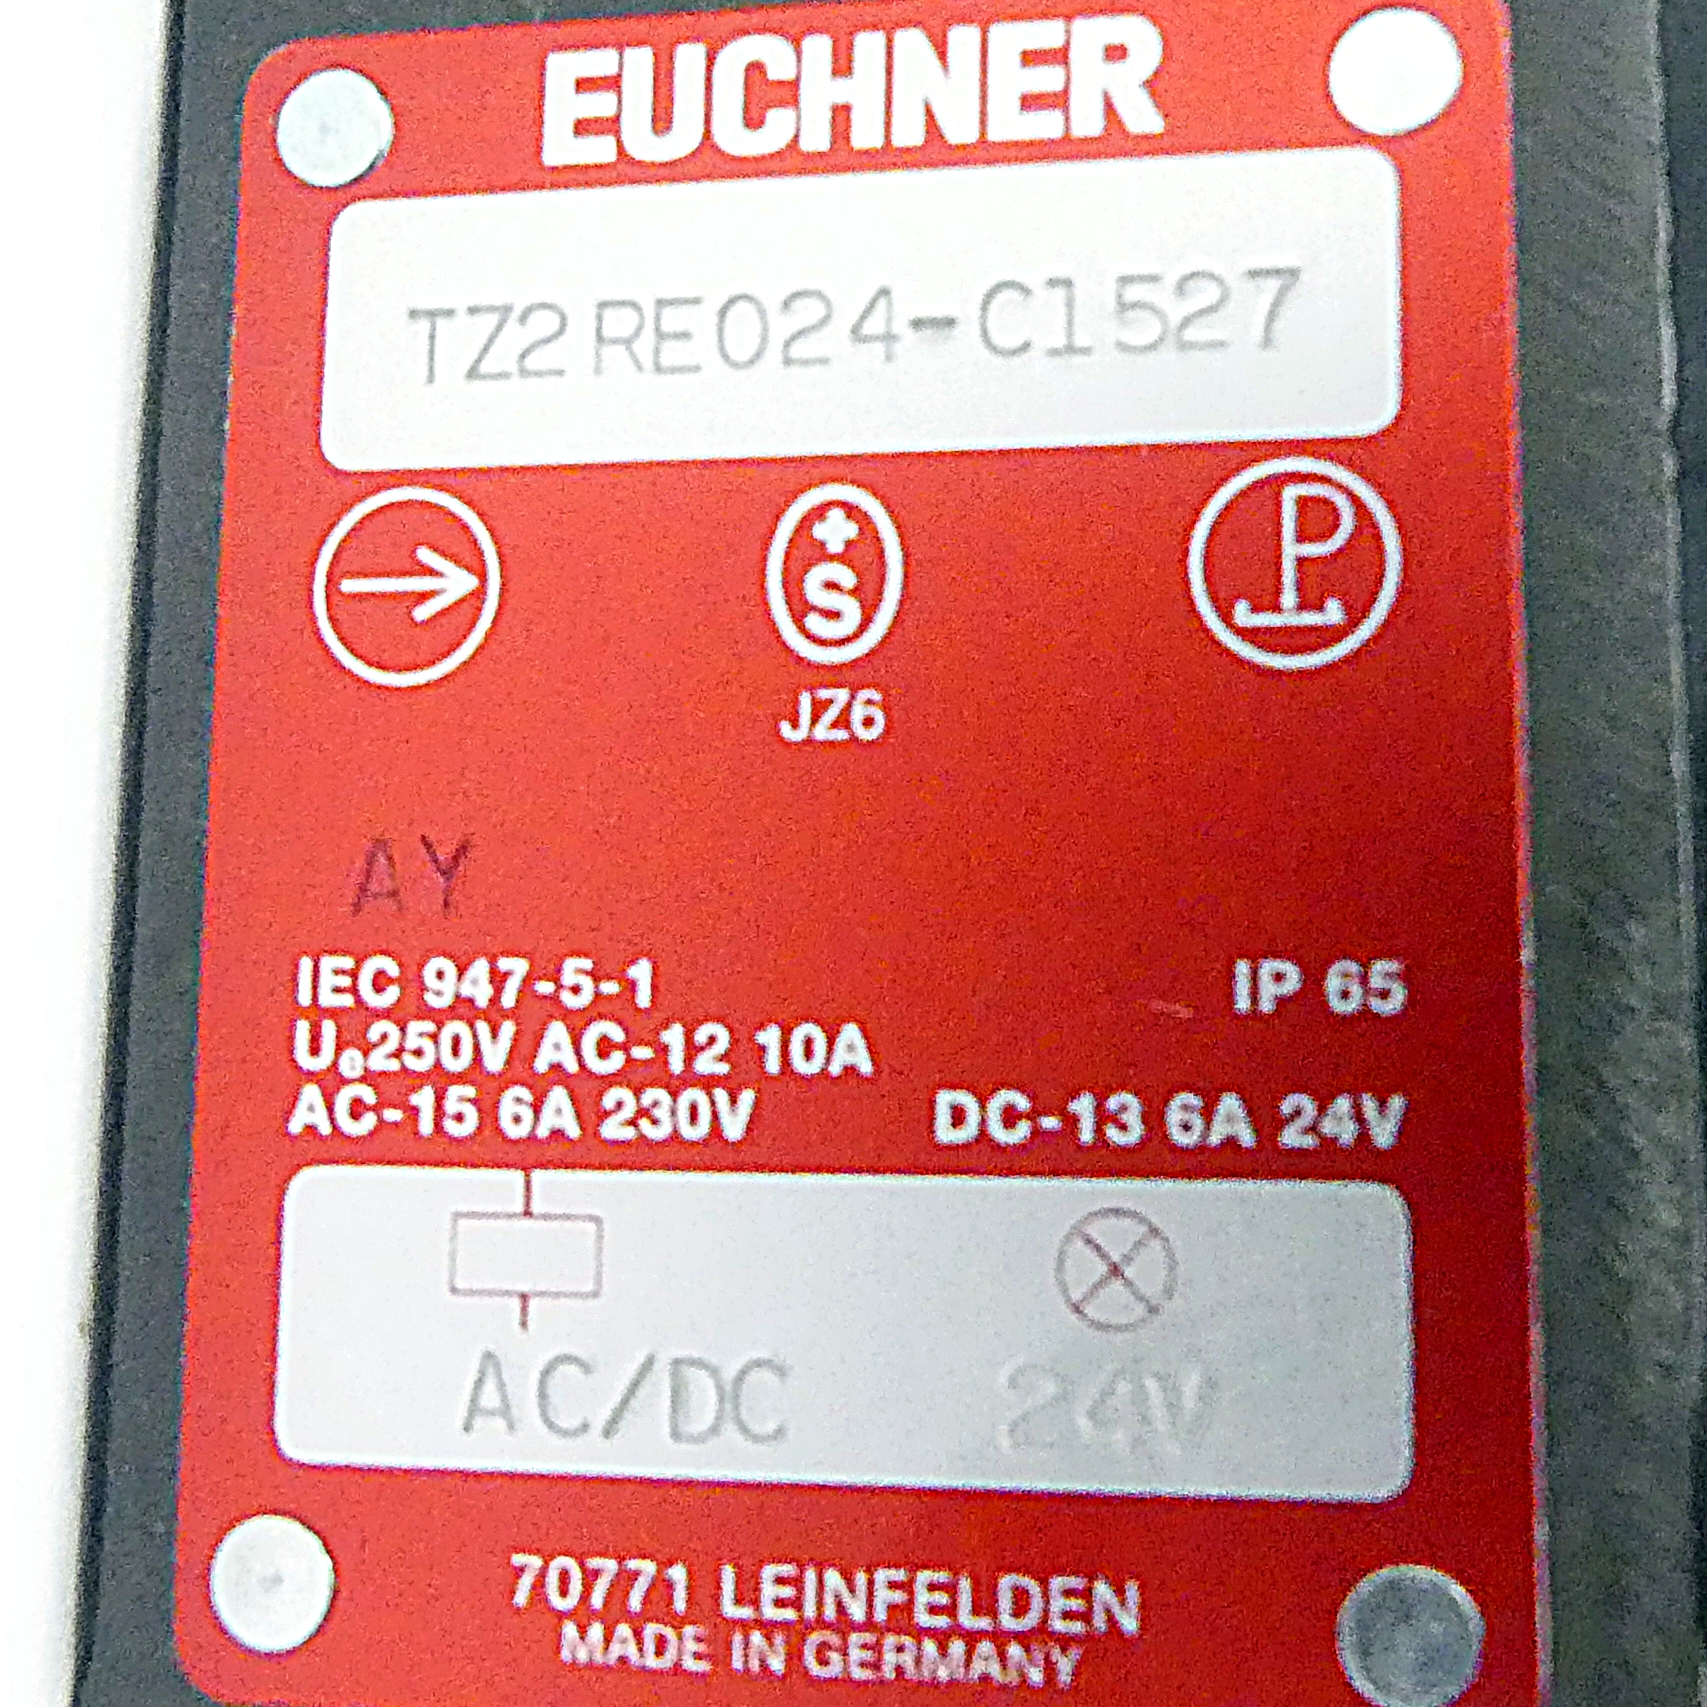 EUCHNER
TZ2RE024-C1527
P
+
S
JZ6
AY
IEC 947-5-1 IP 65
Ue250V AC-12 10A
AC-15 6A 230V DC-13 6A 24V
AC/DC 24V
70771 LEINFELDEN
MADE IN GERMANY